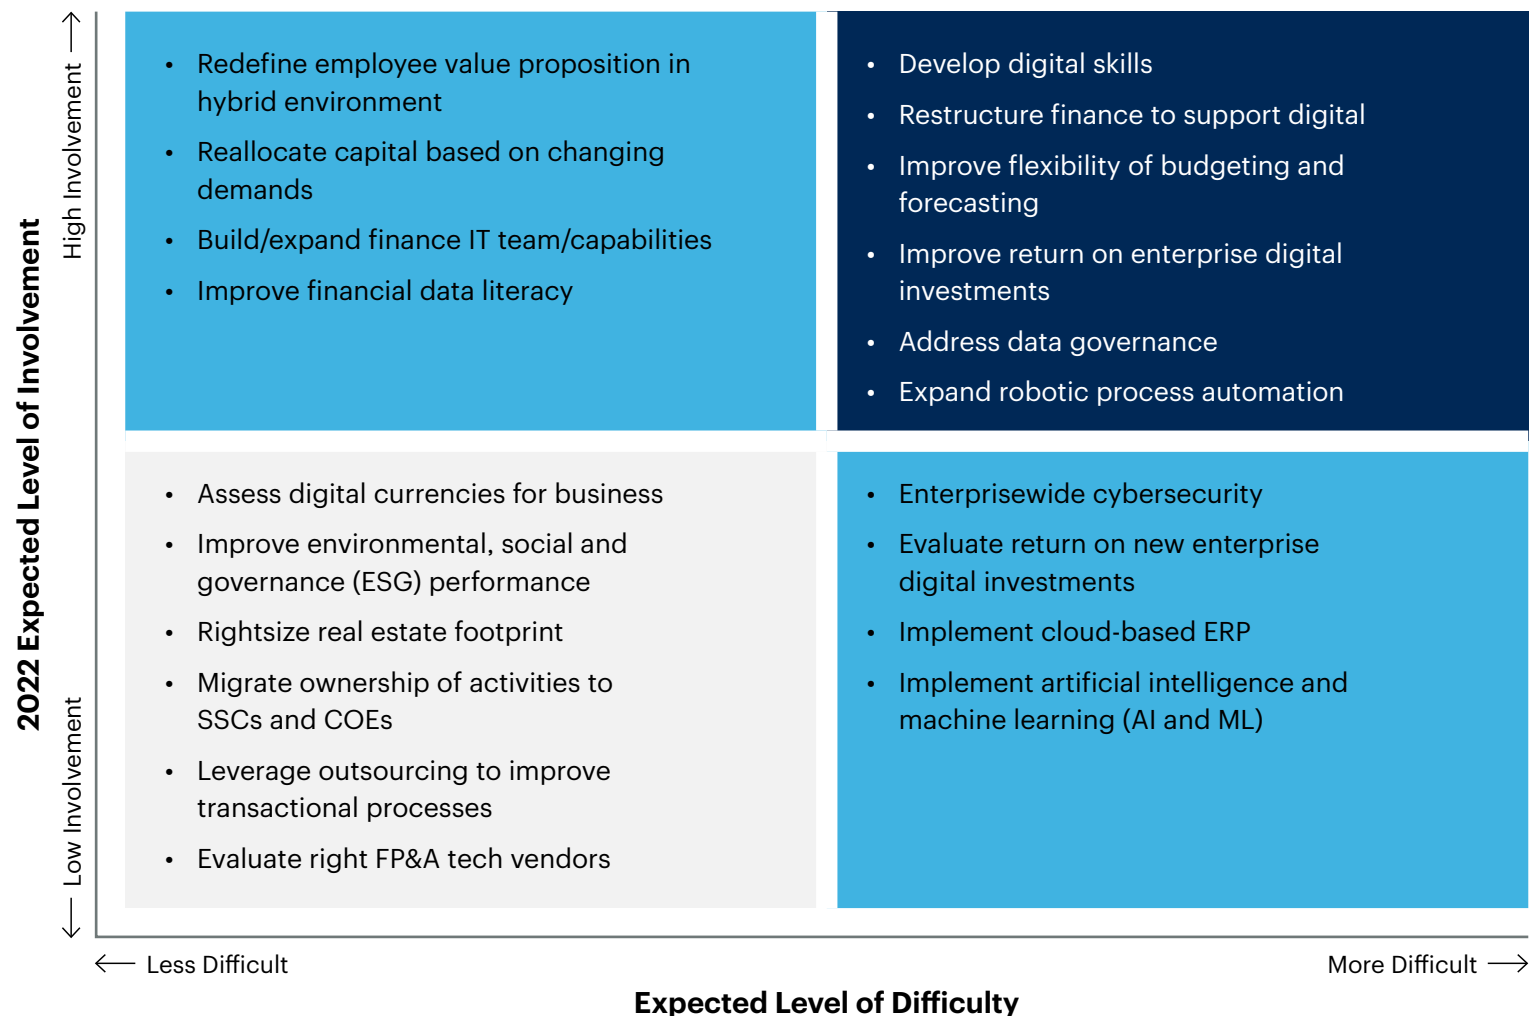 2022 Expected Level of Involvement
High Involvement
Low Involvement
• Redefine employee value proposition in
hybrid environment
• Reallocate capital based on changing
demands
• Build/expand finance IT team/capabilities
• Improve financial data literacy
• Develop digital skills
• Restructure finance to support digital
• Improve flexibility of budgeting and
forecasting
• Improve return on enterprise digital
investments
• Address data governance
• Expand robotic process automation
• Assess digital currencies for business
• Improve environmental, social and
governance (ESG) performance
• Rightsize real estate footprint
• Migrate ownership of activities to
SSCs and COEs
• Leverage outsourcing to improve
transactional processes
• Evaluate right FP&A tech vendors
• Enterprisewide cybersecurity
• Evaluate return on new enterprise
digital investments
• Implement cloud-based ERP
• Implement artificial intelligence and
machine learning (AI and ML)
Less Difficult
More Difficult
Expected Level of Difficulty